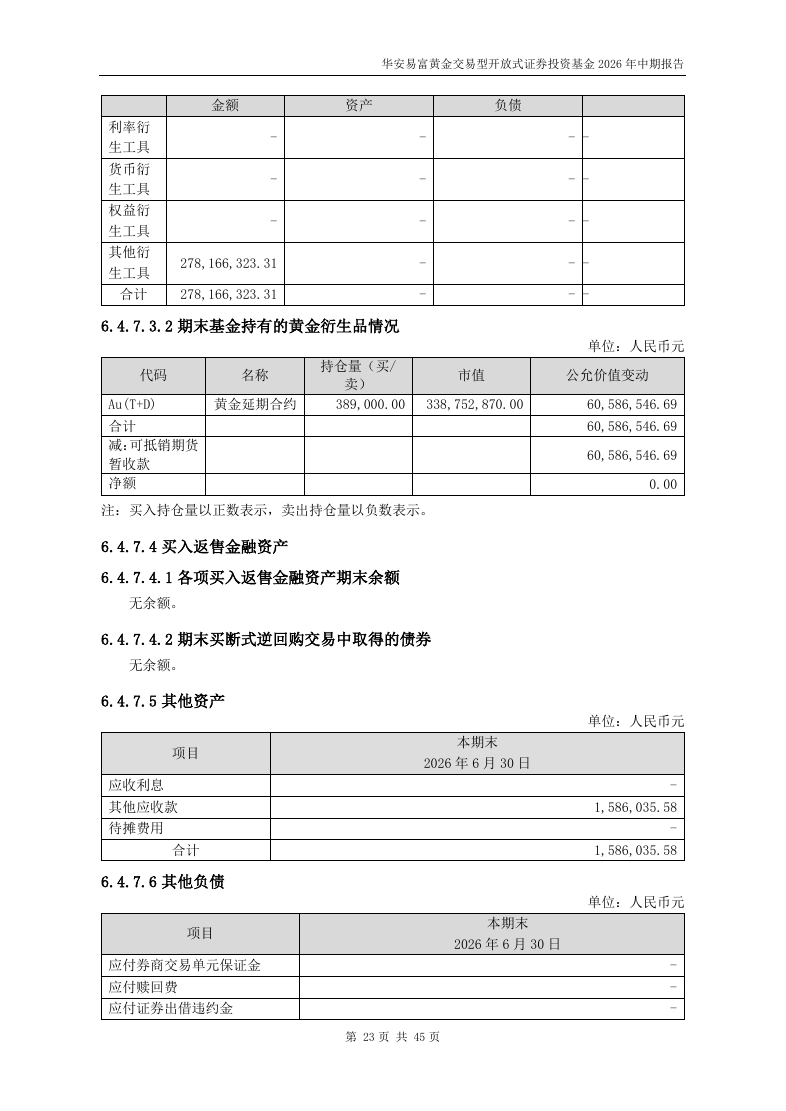 华安易富黄金交易型开放式证券投资基金 2026 年中期报告
金额 资产 负债
利率衍
生工具 - - - -
货币衍
生工具 - - - -
权益衍
生工具 - - - -
其他衍
生工具 278,166,323.31 - - -
合计 278,166,323.31 - - -
6.4.7.3.2 期末基金持有的黄金衍生品情况
单位：人民币元
代码 名称 持仓量（买/
卖） 市值 公允价值变动
Au(T+D) 黄金延期合约 389,000.00 338,752,870.00 60,586,546.69
合计 60,586,546.69
减:可抵销期货
暂收款 60,586,546.69
净额 0.00
注：买入持仓量以正数表示，卖出持仓量以负数表示。
6.4.7.4 买入返售金融资产
6.4.7.4.1 各项买入返售金融资产期末余额
无余额。
6.4.7.4.2 期末买断式逆回购交易中取得的债券
无余额。
6.4.7.5 其他资产
单位：人民币元
项目 本期末
2026 年 6 月 30 日
应收利息 -
其他应收款 1,586,035.58
待摊费用 -
合计 1,586,035.58
6.4.7.6 其他负债
单位：人民币元
项目 本期末
2026 年 6 月 30 日
应付券商交易单元保证金 -
应付赎回费 -
应付证券出借违约金 -
第 23 页 共 45 页